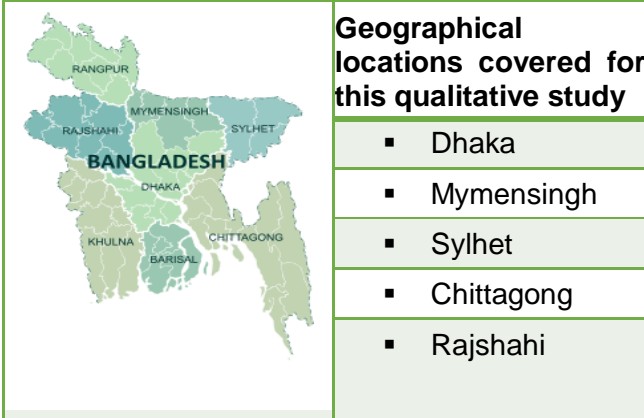 RANGPUR
MYMENSINGH
RAJSHAHI
SYLHET
BANGLADESH
DHAKA
KHULNA
CHITTAGONG
BARISAL
Geographical
locations covered for
this qualitative study
▪ Dhaka
▪ Mymensingh
▪ Sylhet
▪ Chittagong
▪ Rajshahi